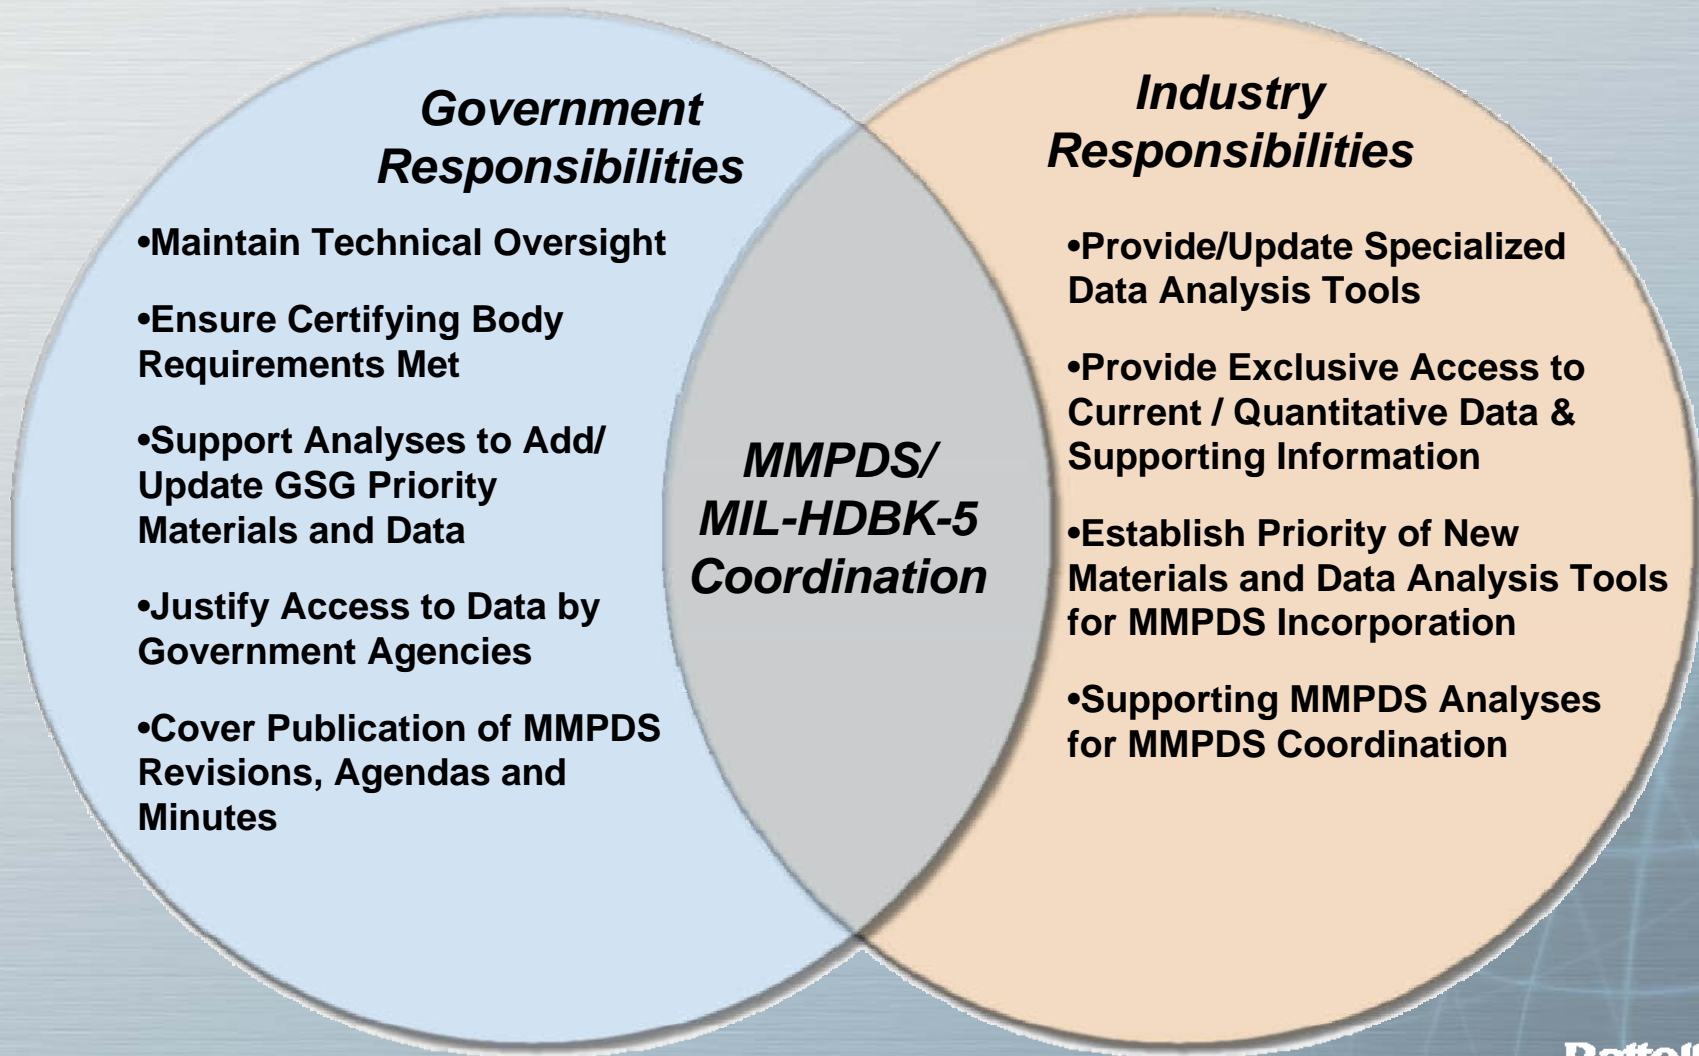 Government
Responsibilities
•Maintain Technical Oversight
•Ensure Certifying Body
Requirements Met
•Support Analyses to Add/
Update GSG Priority
Materials and Data
•Justify Access to Data by
Government Agencies
•Cover Publication of MMPDS
Revisions, Agendas and
Minutes
MMPDS/
MIL-HDBK-5
Coordination
Industry
Responsibilities
•Provide/Update Specialized
Data Analysis Tools
•Provide Exclusive Access to
Current / Quantitative Data &
Supporting Information
•Establish Priority of New
Materials and Data Analysis Tools
for MMPDS Incorporation
•Supporting MMPDS Analyses
for MMPDS Coordination